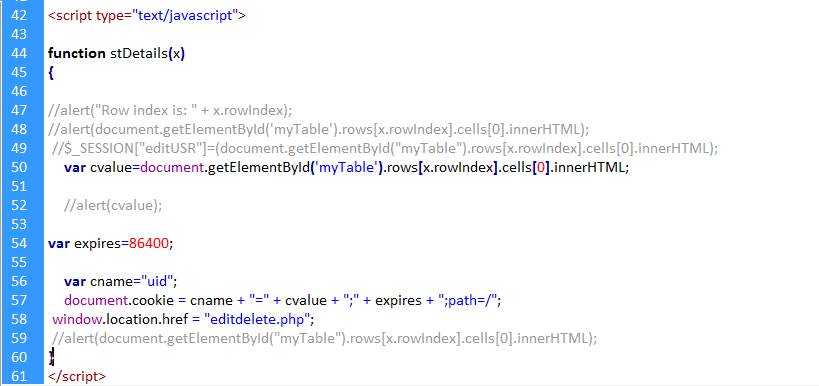 42 <script type="text/javascript">
43
44 function stDetails(x)
45 {
46
47 //alert("Row index is: " + x.rowIndex);
48 //alert(document.getElementById('myTable').rows[x.rowIndex].cells[0].innerHTML);
49 //$_SESSION["editUSR"]=(document.getElementById("myTable").rows[x.rowIndex].cells[0].innerHTML);
50 var cvalue=document.getElementById('myTable').rows[x.rowIndex].cells[0].innerHTML;
51
52 //alert(cvalue);
53
54 var expires=86400;
55
56 var cname="uid";
57 document.cookie = cname + "=" + cvalue + ";" + expires + ";path=/";
58 window.location.href = "editdelete.php";
59 //alert(document.getElementById("myTable").rows[x.rowIndex].cells[0].innerHTML);
60 }
61 </script>